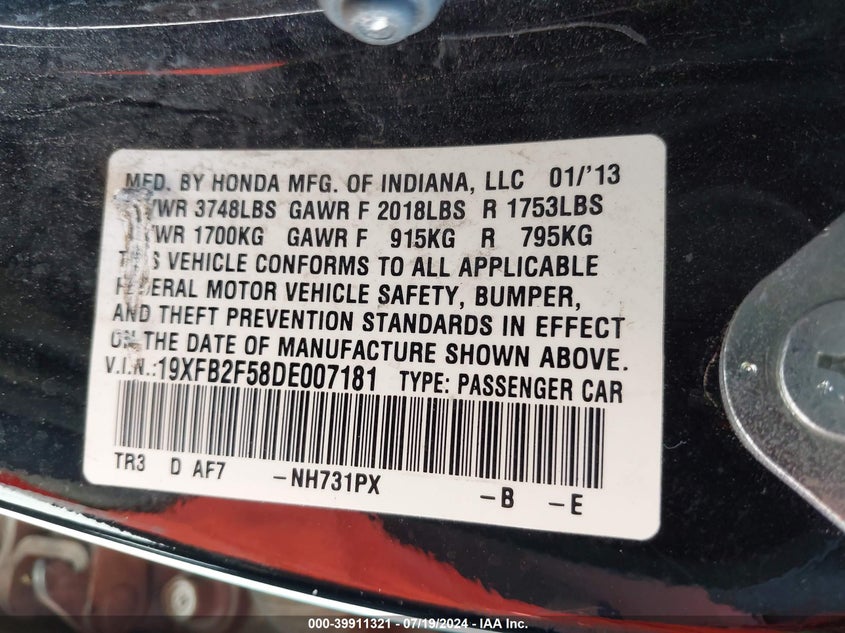 MFD. BY HONDA MFG. OF INDIANA, LLC 01/'13
3748LBS GAWR F 2018LBS R 1753LBS
1700KG GAWR F 915KG R 795KG
VEHICLE CONFORMS TO ALL APPLICABLE
FEDERAL MOTOR VEHICLE SAFETY, BUMPER,
AND THEFT PREVENTION STANDARDS IN EFFECT
ON THE DATE OF MANUFACTURE SHOWN ABOVE.
V.I.N.:19XFB2F58DE007181 TYPE: PASSENGER CAR
TR3 D AF7 -NH731PX -B -E
000-39911321 - 07/19/2024 - IAA Inc.